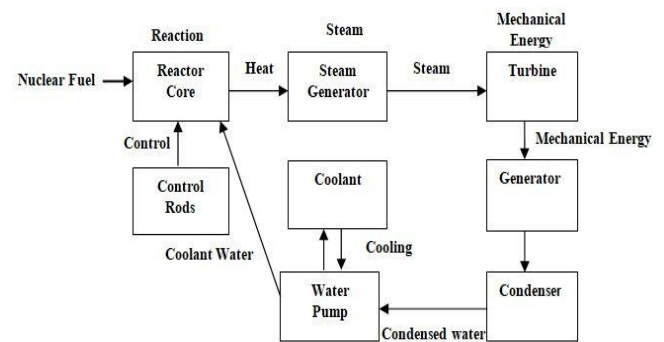 Reaction
Steam
Mechanical
Energy
Nuclear Fuel
Reactor
Core
Heat
Steam
Generator
Steam
Turbine
Control
Mechanical Energy
Control
Rods
Coolant
Generator
Coolant Water
Cooling
Water
Pump
Condensed water
Condenser